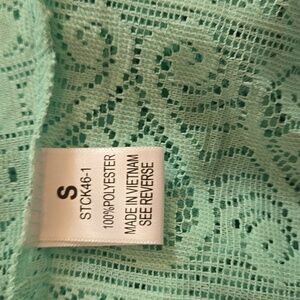 S
STCK46-1
100%POLYESTER
MADE IN VIETNAM
SEE REVERSE